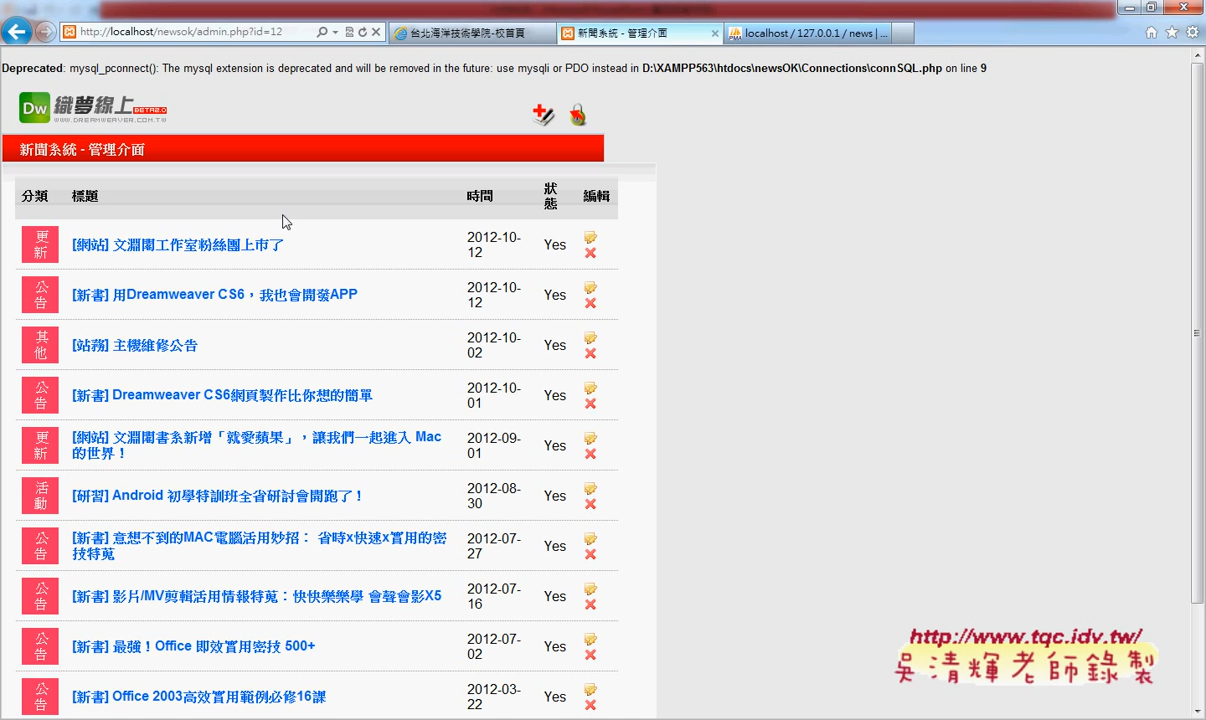 http://localhost/newsok/admin.php?id=12
台北海洋技術學院-校首頁
新聞系統 - 管理介面
localhost / 127.0.0.1 / news | ...
Deprecated: mysql_pconnect(): The mysql extension is deprecated and will be removed in the future: use mysqli or PDO instead in D:\XAMPP563\htdocs\newsOK\Connections\connSQL.php on line 9
Dw 織夢線上 BETA2.0
WWW.DREAMWEAVER.COM.TW
新聞系統 - 管理介面
分類 標題 時間 狀態 編輯
更新 [網站] 文淵閣工作室粉絲團上市了 2012-10-12 Yes
公告 [新書] 用Dreamweaver CS6，我也會開發APP 2012-10-12 Yes
其他 [站務] 主機維修公告 2012-10-02 Yes
公告 [新書] Dreamweaver CS6網頁製作比你想的簡單 2012-10-01 Yes
更新 [網站] 文淵閣書系新增「就愛蘋果」，讓我們一起進入 Mac
的世界！ 2012-09-01 Yes
活動 [研習] Android 初學特訓班全省研討會開跑了！ 2012-08-30 Yes
公告 [新書] 意想不到的MAC電腦活用妙招： 省時x快速x實用的密
技特蒐 2012-07-27 Yes
公告 [新書] 影片/MV剪輯活用情報特蒐：快快樂樂學 會聲會影X5 2012-07-16 Yes
公告 [新書] 最強！Office 即效實用密技 500+ 2012-07-02 Yes
公告 [新書] Office 2003高效實用範例必修16課 2012-03-22 Yes
http://www.tqc.idv.tw/
吳清輝老師錄製